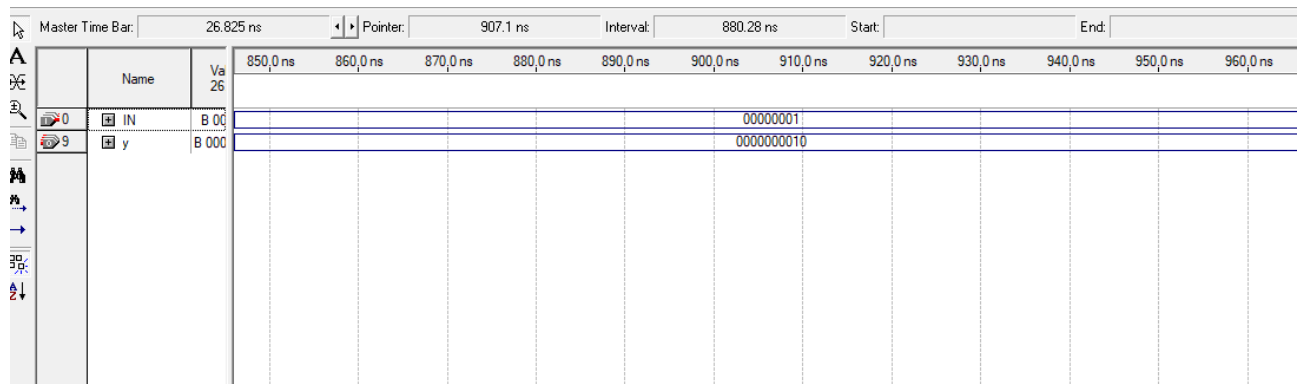 Master Time Bar: 26.825 ns Pointer: 907.1 ns Interval: 880.28 ns Start: End:
A
Name Va 26 850.0 ns 860.0 ns 870.0 ns 880.0 ns 890.0 ns 900.0 ns 910.0 ns 920.0 ns 930.0 ns 940.0 ns 950.0 ns 960.0 ns
0 IN B 00 00000001
9 y B 000 0000000010
A
Z